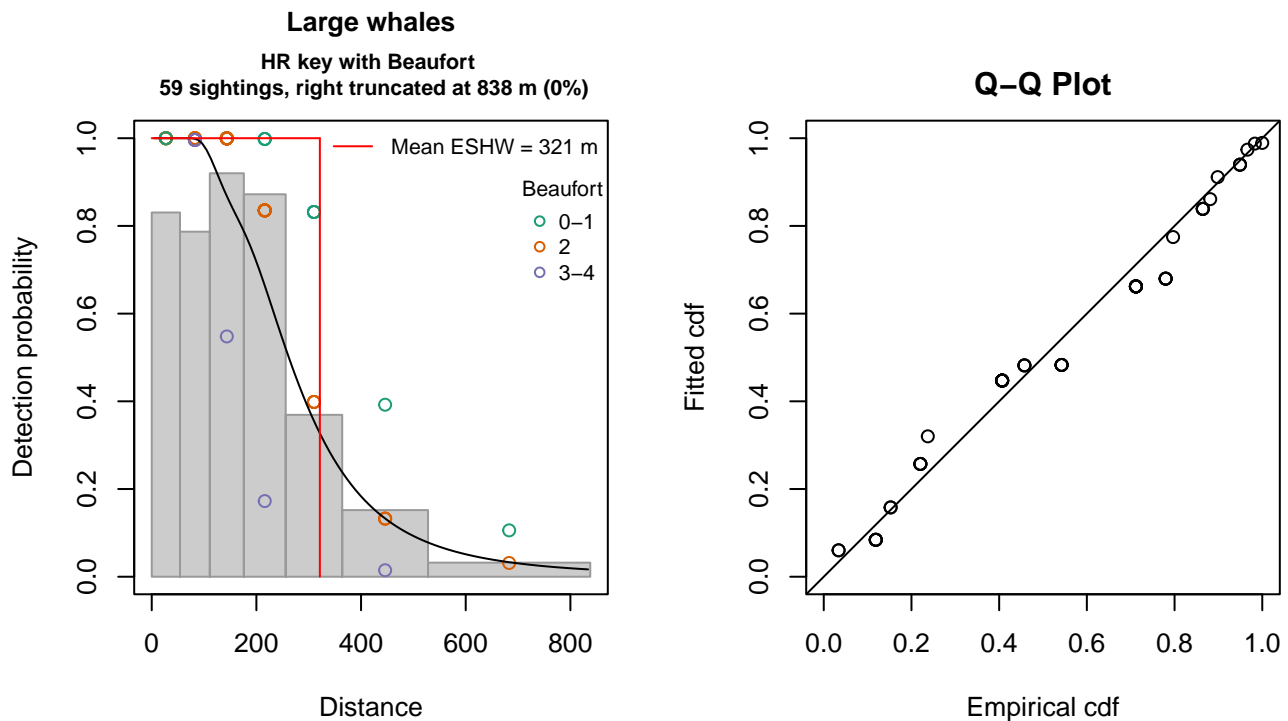 Large whales
HR key with Beaufort
59 sightings, right truncated at 838 m (0%)
Mean ESHW = 321 m
Beaufort
0−1
2
3−4
Detection probability
1.0
0.8
0.6
0.4
0.2
0.0
0 200 400 600 800
Distance
Q−Q Plot
Fitted cdf
1.0
0.8
0.6
0.4
0.2
0.0
0.0 0.2 0.4 0.6 0.8 1.0
Empirical cdf